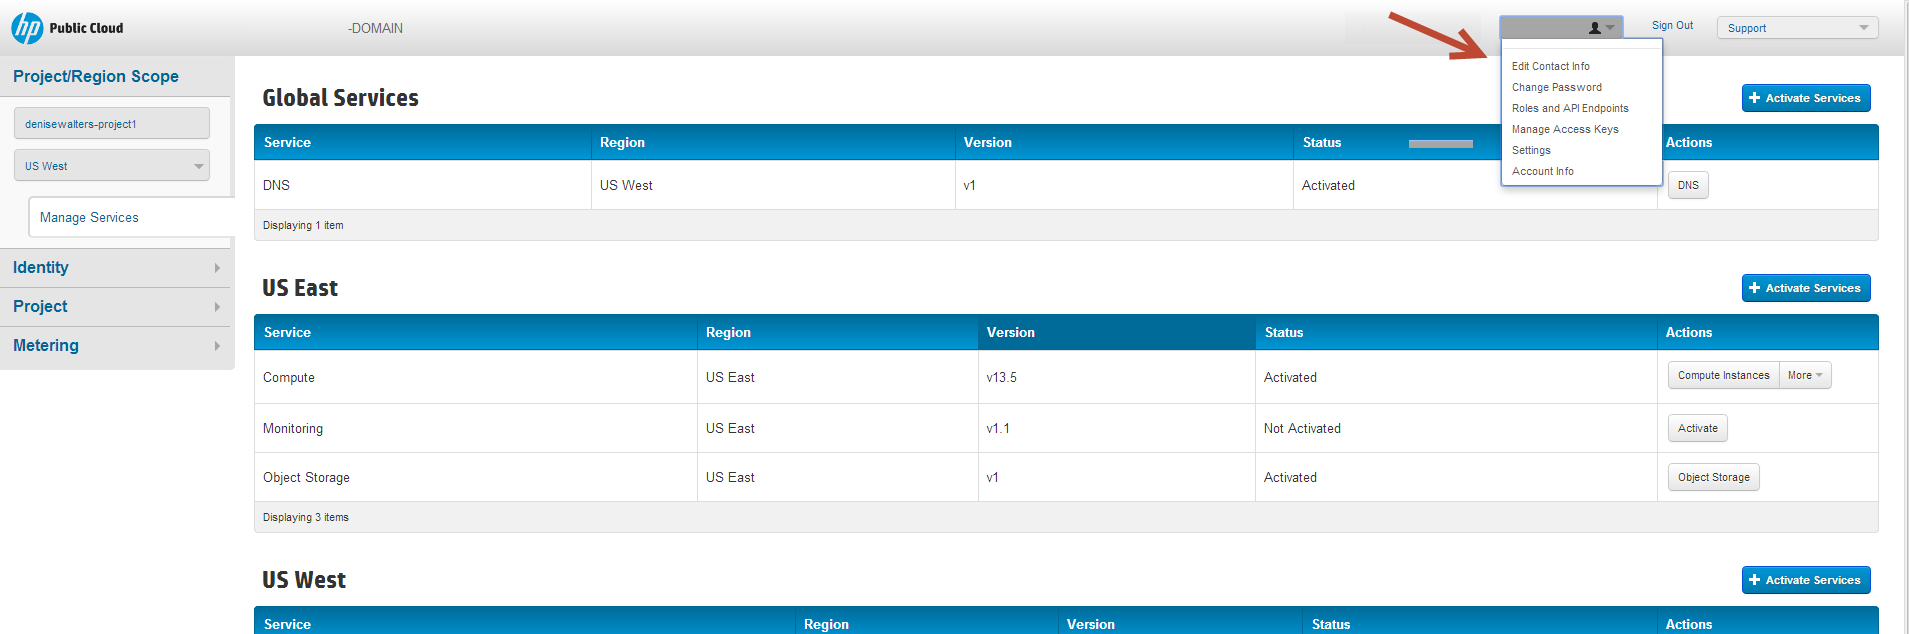 hp Public Cloud
-DOMAIN
Sign Out
Support
Edit Contact Info
Change Password
Roles and API Endpoints
Manage Access Keys
Settings
Account Info
Project/Region Scope
denisewalters-project1
US West
Manage Services
Identity
Project
Metering
Global Services
+ Activate Services
Service Region Version Status Actions
DNS US West v1 Activated DNS
Displaying 1 item
US East
+ Activate Services
Service Region Version Status Actions
Compute US East v13.5 Activated Compute Instances More
Monitoring US East v1.1 Not Activated Activate
Object Storage US East v1 Activated Object Storage
Displaying 3 items
US West
+ Activate Services
Service Region Version Status Actions